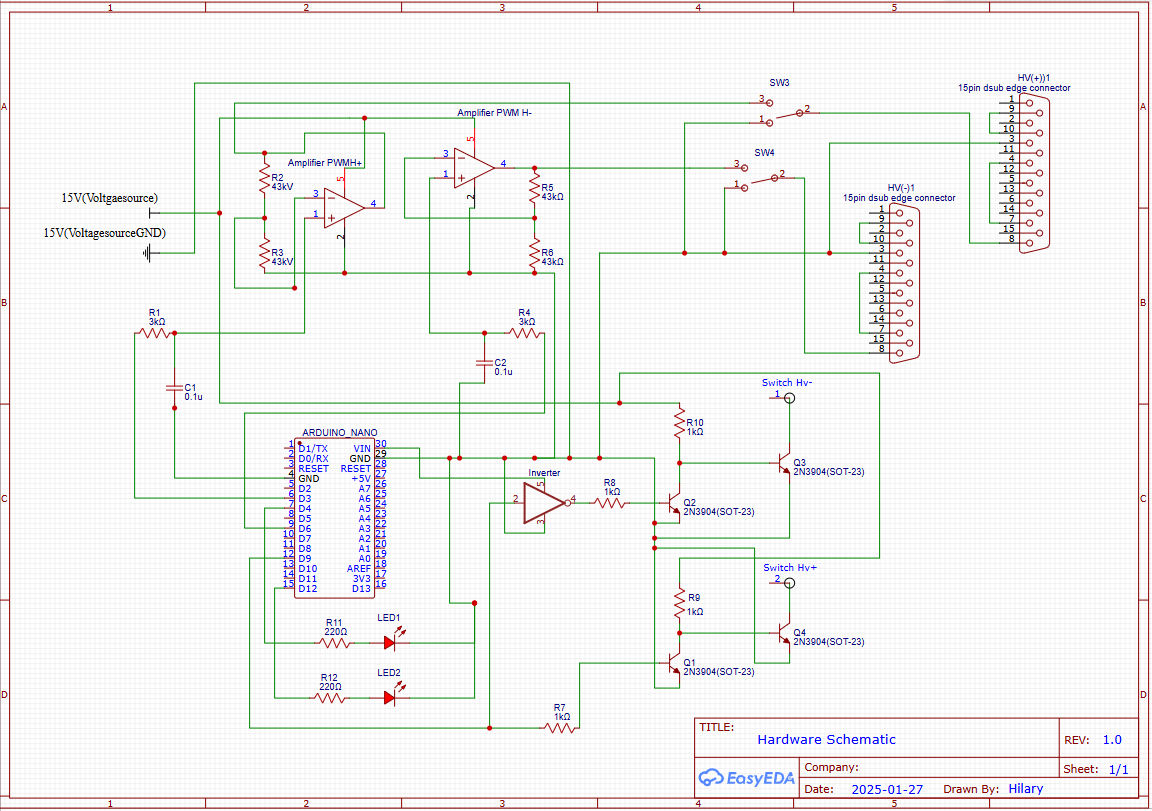 1 2 3 4 5
A
B
C
D
A
B
C
D
1 2 3 4 5
15V(Voltgaesource)
15V(VoltagesourceGND)
R2
43kV
R3
43kV
Amplifier PWMH+
3
1
5
2
4
Amplifier PWM H-
3
1
5
2
4
R5
43kΩ
R6
43kΩ
SW3
3
1
2
SW4
3
1
2
HV(+))1
15pin dsub edge connector
1
9
2
10
3
11
4
12
5
13
6
14
7
15
8
HV(-)1
15pin dsub edge connector
1
9
2
10
3
11
4
12
5
13
6
14
7
15
8
R1
3kΩ
C1
0.1u
R4
3kΩ
C2
0.1u
ARDUINO_NANO
1 D1/TX VIN 30
2 D0/RX GND 29
3 RESET RESET 28
4 GND +5V 27
5 D2 A7 26
6 D3 A6 25
7 D4 A5 24
8 D5 A4 23
9 D6 A3 22
10 D7 A2 21
11 D8 A1 20
12 D9 A0 19
13 D10 AREF 18
14 D11 3V3 17
15 D12 D13 16
Inverter
2
5
3
4
R8
1kΩ
R10
1kΩ
Q2
2N3904(SOT-23)
Switch Hv-
1
Q3
2N3904(SOT-23)
Switch Hv+
2
R9
1kΩ
Q4
2N3904(SOT-23)
Q1
2N3904(SOT-23)
R11
220Ω
LED1
R12
220Ω
LED2
R7
1kΩ
TITLE:
Hardware Schematic
REV: 1.0
EasyEDA
Company:
Sheet: 1/1
Date: 2025-01-27 Drawn By: Hilary